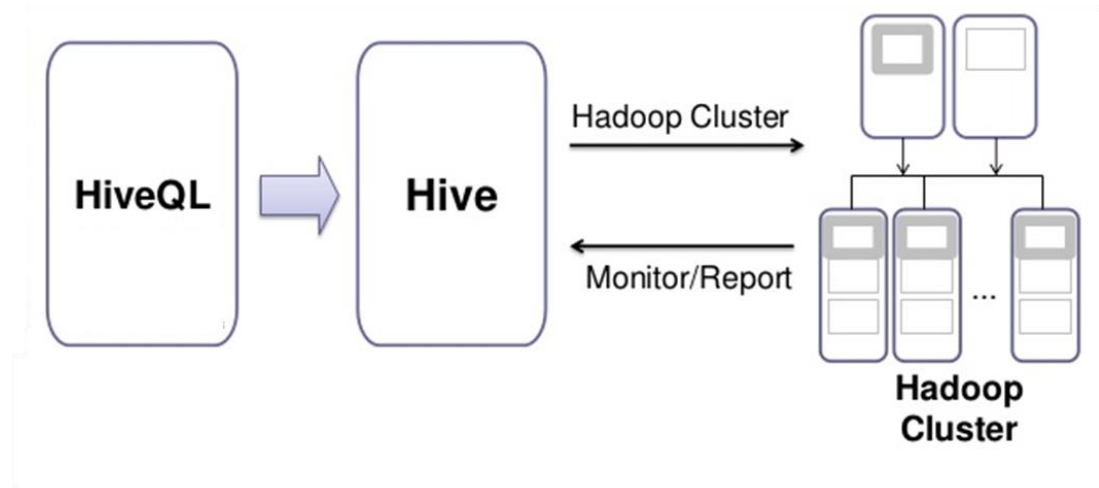 HiveQL
Hive
Hadoop Cluster
Monitor/Report
...
Hadoop
Cluster